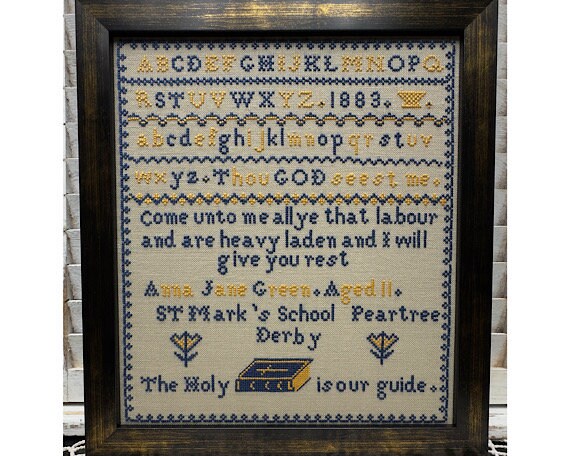 ABCDEFGHIJKLMNOPQ
RSTUVWXYZ. 1883.
abcdefghijklmnopqrstuv
wxyz. Thou GOD seest me.
Come unto me all ye that labour
and are heavy laden and I will
give you rest
Anna Jane Green. Aged 11.
ST Mark's School Peartree
Derby
The Holy is our guide.